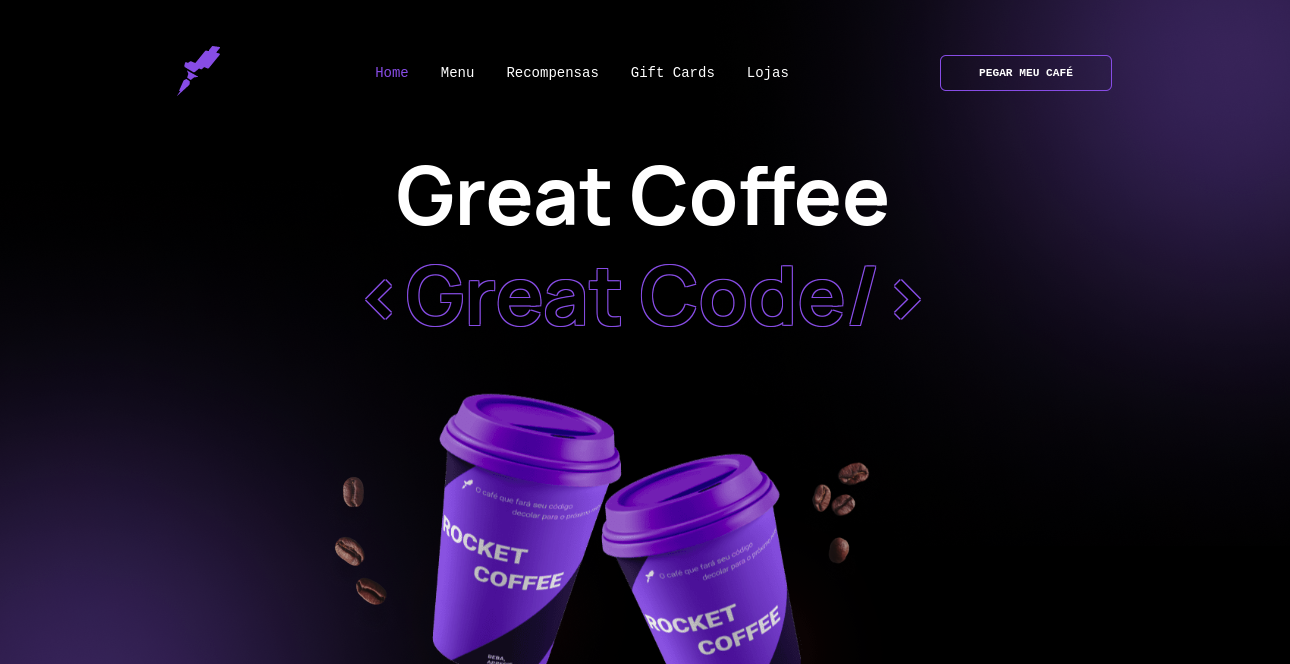 Home Menu Recompensas Gift Cards Lojas
PEGAR MEU CAFÉ
Great Coffee
<Great Code/>
O café que fará seu código
decolar para o próximo
ROCKET
COFFEE
O café que fará seu código
decolar para o próximo
ROCKET
COFFEE
BEBA,